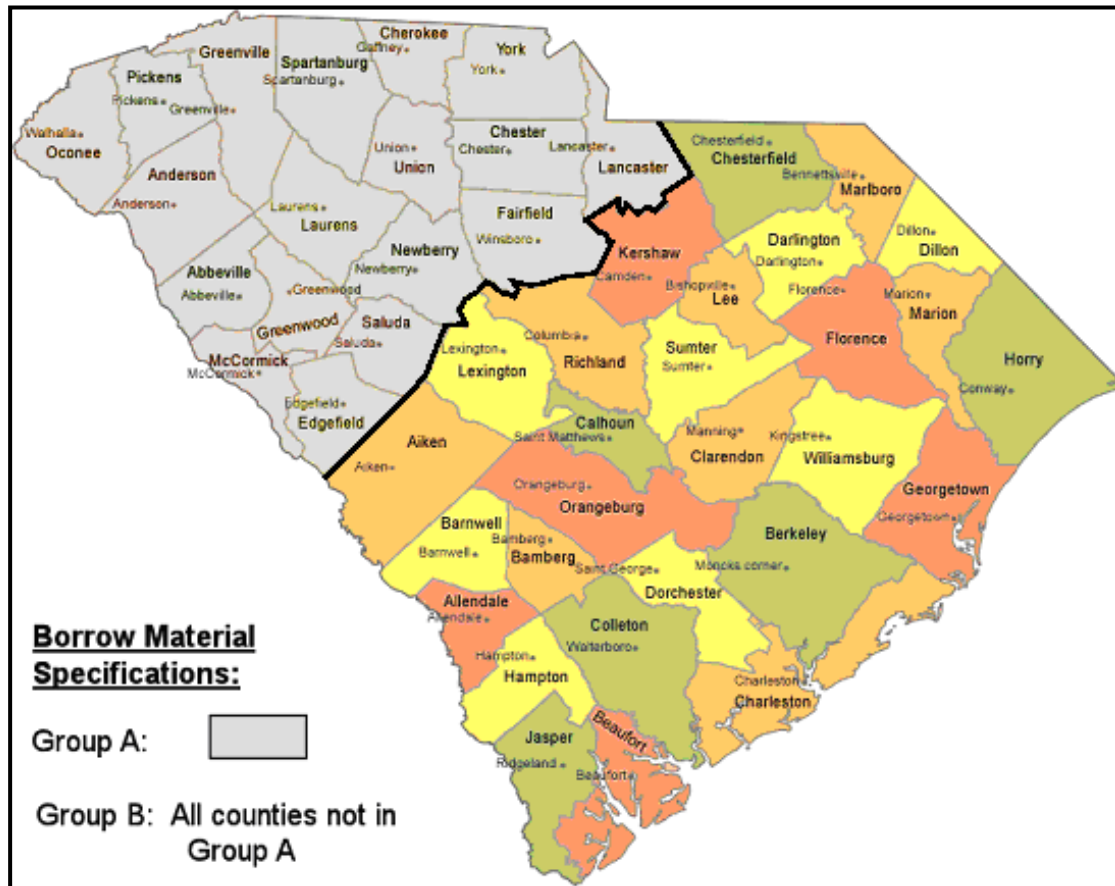 Cherokee
Gaffney
York
York
Greenville
Spartanburg
Spartanburg
Pickens
Pickens
Greenville
Walhalla
Oconee
Union
Union
Chester
Chester
Lancaster
Lancaster
Chesterfield
Chesterfield
Bennettsville
Marlboro
Anderson
Anderson
Laurens
Laurens
Fairfield
Winsboro
Newberry
Newberry
Kershaw
Camden
Darlington
Darlington
Dillon
Dillon
Abbeville
Abbeville
Greenwood
Greenwood
Saluda
Saluda
Bishopville
Lee
Florence
Florence
Marion
Marion
Horry
Conway
McCormick
McCormick
Edgefield
Edgefield
Lexington
Lexington
Columbia
Richland
Sumter
Sumter
Calhoun
Saint Matthews
Manning
Clarendon
Kingstree
Williamsburg
Aiken
Aiken
Orangeburg
Orangeburg
Georgetown
Georgetown
Barnwell
Barnwell
Bamberg
Bamberg
Saint George
Dorchester
Berkeley
Moncks corner
Allendale
Allendale
Colleton
Walterboro
Hampton
Hampton
Charleston
Charleston
Jasper
Ridgeland
Beaufort
Beaufort
Borrow Material
Specifications:
Group A:
Group B: All counties not in
Group A